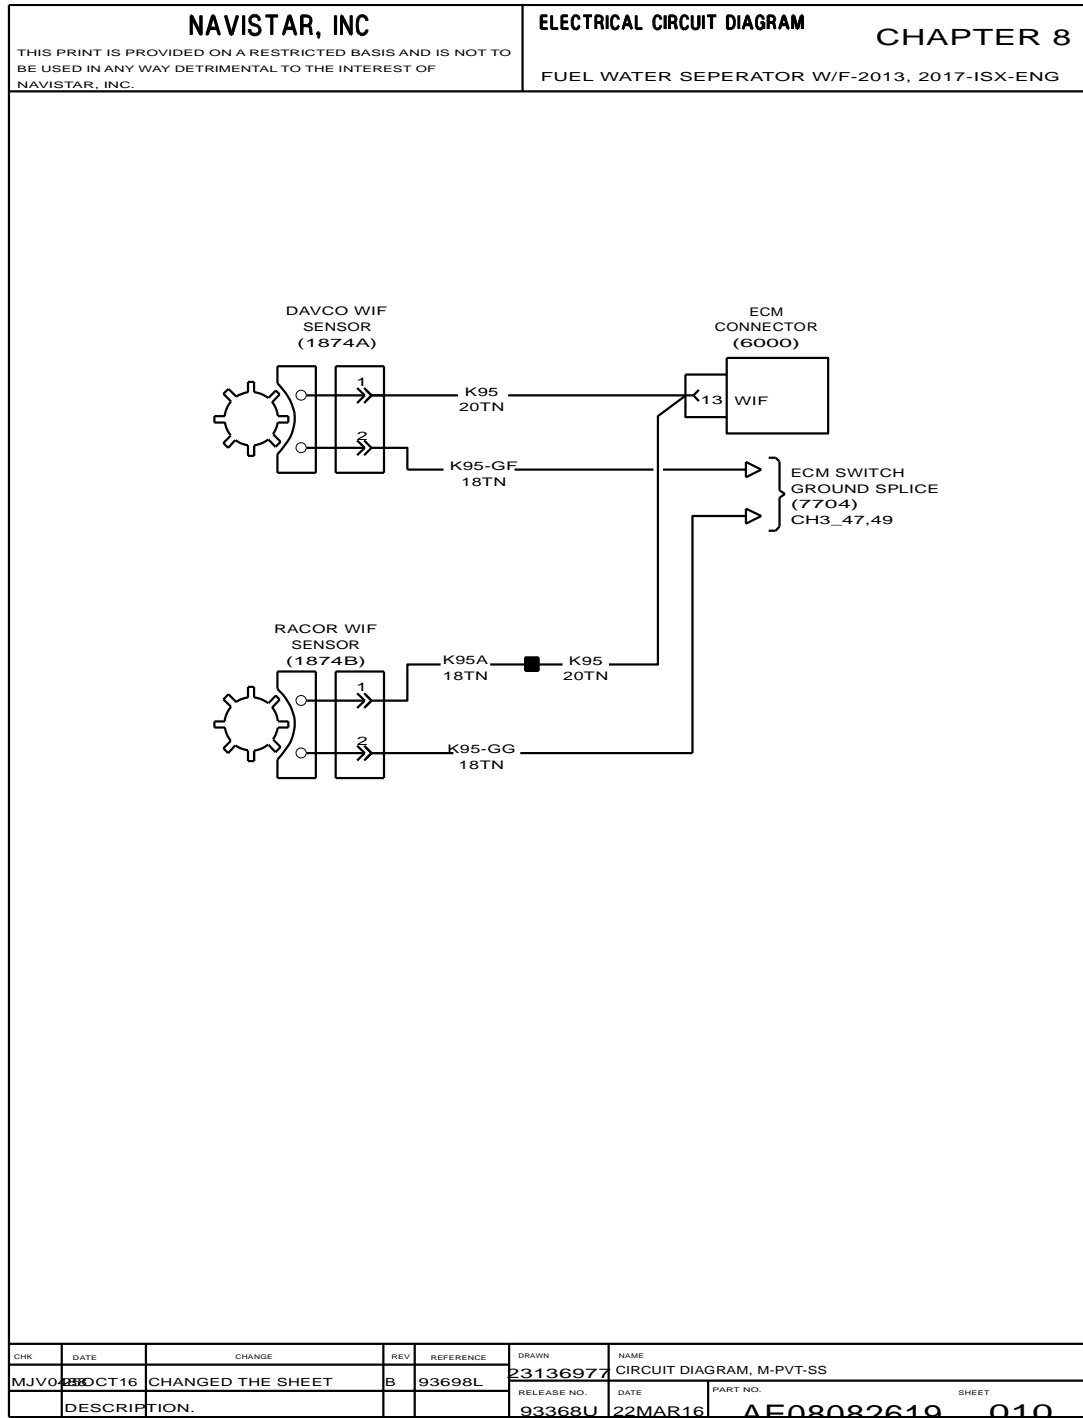 NAVISTAR, INC
THIS PRINT IS PROVIDED ON A RESTRICTED BASIS AND IS NOT TO
BE USED IN ANY WAY DETRIMENTAL TO THE INTEREST OF
NAVISTAR, INC.
ELECTRICAL CIRCUIT DIAGRAM
CHAPTER 8
FUEL WATER SEPERATOR W/F-2013, 2017-ISX-ENG
DAVCO WIF
SENSOR
(1874A)
1
2
K95
20TN
K95-GF
18TN
ECM
CONNECTOR
(6000)
13 WIF
ECM SWITCH
GROUND SPLICE
(7704)
CH3_47,49
RACOR WIF
SENSOR
(1874B)
1
2
K95A
18TN
K95
20TN
K95-GG
18TN
CHK DATE CHANGE REV REFERENCE
25OCT16 CHANGED THE SHEET B 93698L
DESCRIPTION.
DRAWN
23136977
NAME
CIRCUIT DIAGRAM, M-PVT-SS
RELEASE NO.
93368U
DATE
22MAR16
PART NO.
AE08082619
SHEET
010